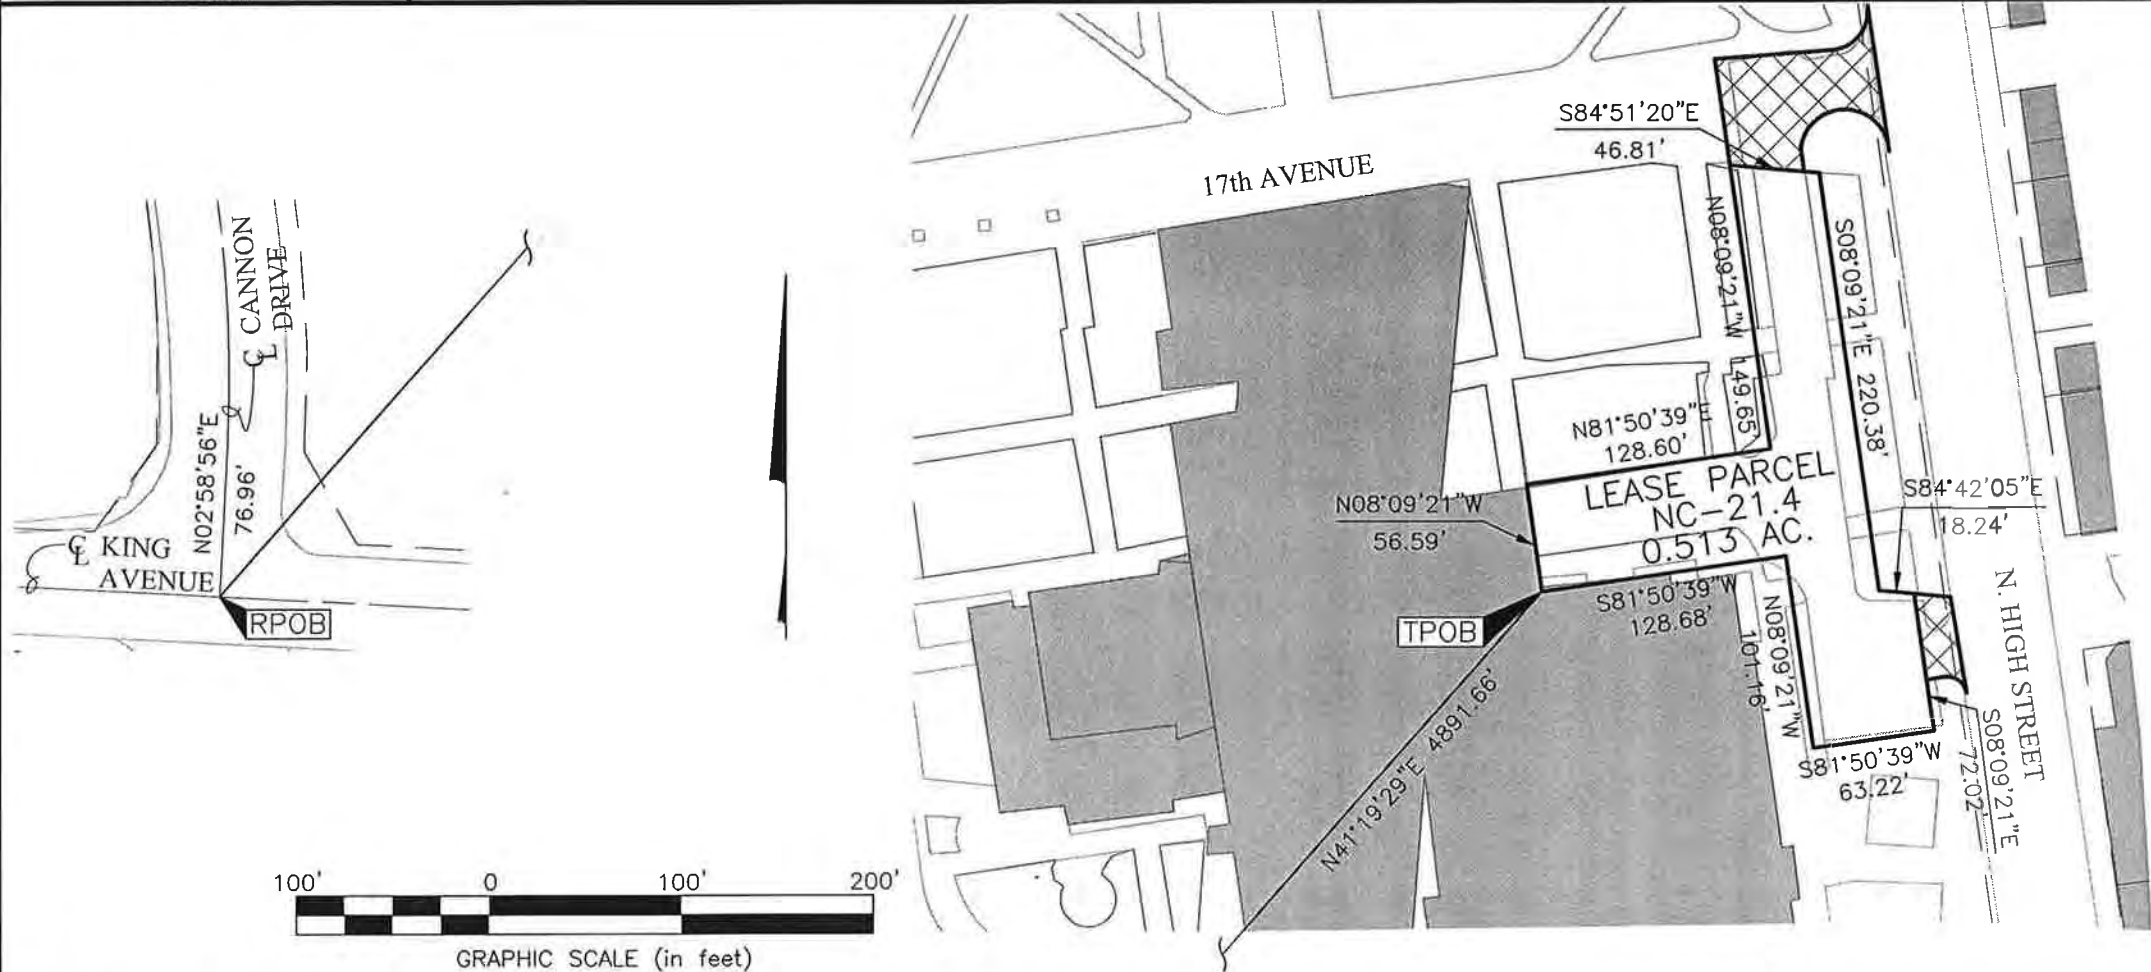 S84°51'20"E
46.81'
17th AVENUE
N08°09'21"W 149.65'
S08°09'21"E 220.38'
℄ CANNON
DRIVE
N02°58'56"E
76.96'
℄ KING
AVENUE
RPOB
N81°50'39"E
128.60'
LEASE PARCEL
NC-21.4
0.513 AC.
N08°09'21"W
56.59'
S84°42'05"E
18.24'
TPOB
S81°50'39"W
128.68'
N08°09'21"W
101.16'
N. HIGH STREET
S08°09'21"E
72.02'
S81°50'39"W
63.22'
N41°19'29"E 4891.66'
100' 0 100' 200'
GRAPHIC SCALE (in feet)